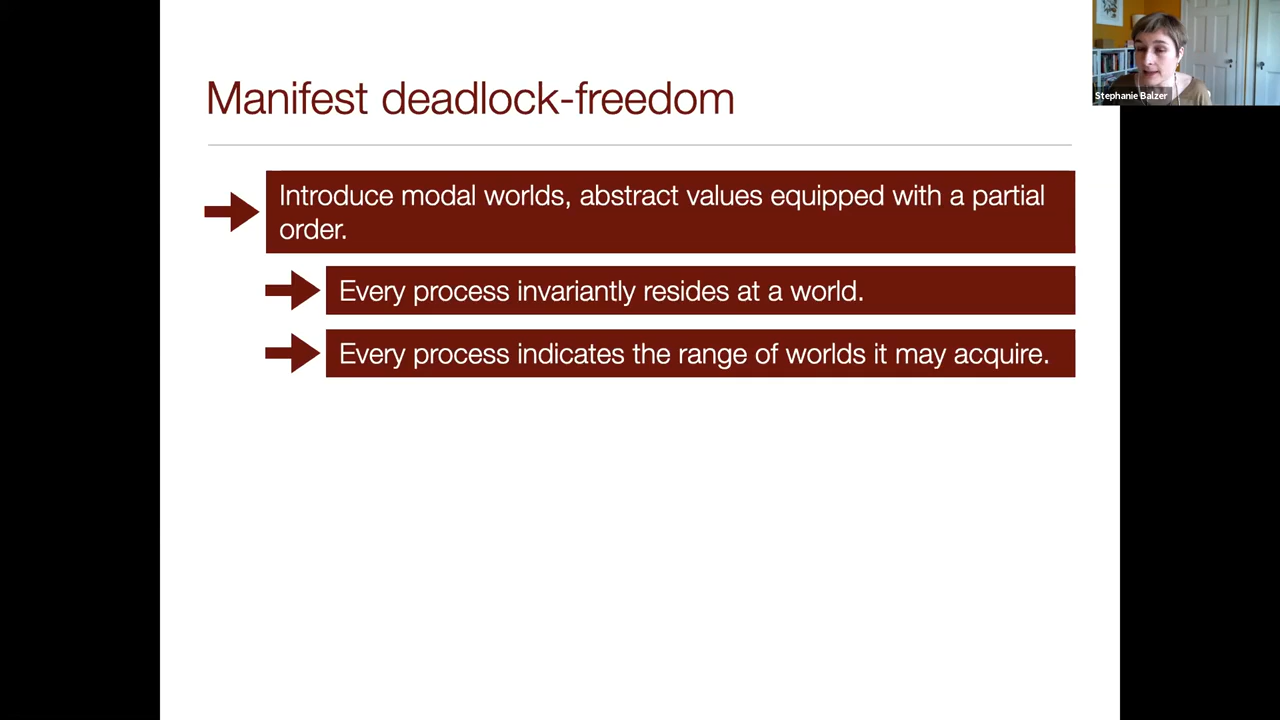 Stephanie Balzer
Manifest deadlock-freedom
Introduce modal worlds, abstract values equipped with a partial
order.
Every process invariantly resides at a world.
Every process indicates the range of worlds it may acquire.